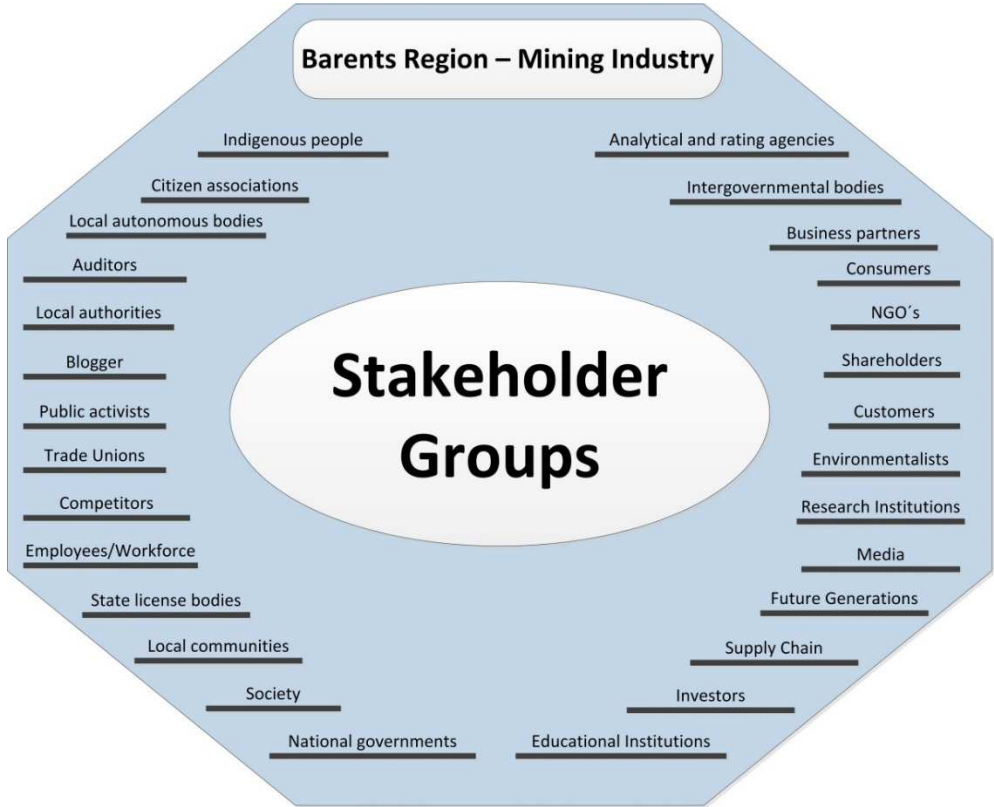 Barents Region – Mining Industry
Indigenous people
Citizen associations
Local autonomous bodies
Auditors
Local authorities
Blogger
Public activists
Trade Unions
Competitors
Employees/Workforce
State license bodies
Local communities
Society
National governments
Stakeholder
Groups
Analytical and rating agencies
Intergovernmental bodies
Business partners
Consumers
NGO´s
Shareholders
Customers
Environmentalists
Research Institutions
Media
Future Generations
Supply Chain
Investors
Educational Institutions